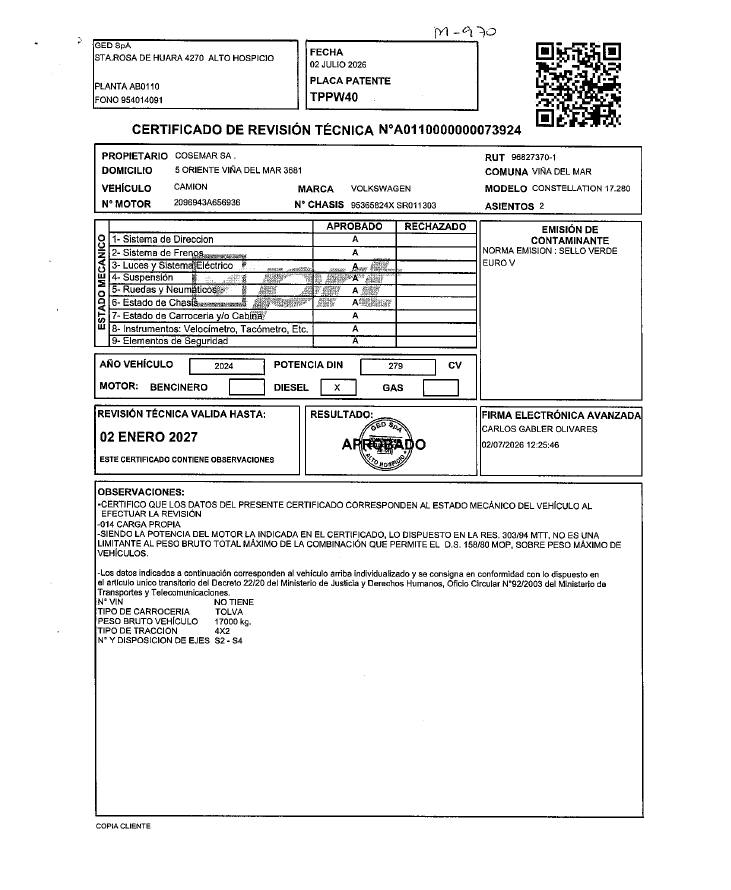 M-970
GED SpA
STA.ROSA DE HUARA 4270 ALTO HOSPICIO
PLANTA AB0110
FONO 954014091
FECHA
02 JULIO 2026
PLACA PATENTE
TPPW40
CERTIFICADO DE REVISIÓN TÉCNICA N°A0110000000073924
PROPIETARIO COSEMAR SA .
RUT 96827370-1
DOMICILIO 5 ORIENTE VIÑA DEL MAR 3681
COMUNA VIÑA DEL MAR
VEHÍCULO CAMION MARCA VOLKSWAGEN MODELO CONSTELLATION 17.280
N° MOTOR 2096943A656936 N° CHASIS 95365824X SR011303 ASIENTOS 2
ESTADO MECANICO
APROBADO RECHAZADO
1- Sistema de Direccion A
2- Sistema de Frenos A
3- Luces y Sistema Eléctrico A
4- Suspensión A
5- Ruedas y Neumáticos A
6- Estado de Chasis A
7- Estado de Carroceria y/o Cabina A
8- Instrumentos: Velocímetro, Tacómetro, Etc. A
9- Elementos de Seguridad A
EMISIÓN DE
CONTAMINANTE
NORMA EMISION : SELLO VERDE
EURO V
AÑO VEHÍCULO 2024 POTENCIA DIN 279 CV
MOTOR: BENCINERO DIESEL X GAS
REVISIÓN TÉCNICA VALIDA HASTA:
02 ENERO 2027
ESTE CERTIFICADO CONTIENE OBSERVACIONES
RESULTADO:
APROBADO
GED SpA
ALTO HOSPICIO
FIRMA ELECTRÓNICA AVANZADA
CARLOS GABLER OLIVARES
02/07/2026 12:25:46
OBSERVACIONES:
-CERTIFICO QUE LOS DATOS DEL PRESENTE CERTIFICADO CORRESPONDEN AL ESTADO MECÁNICO DEL VEHÍCULO AL
EFECTUAR LA REVISIÓN
-014 CARGA PROPIA
-SIENDO LA POTENCIA DEL MOTOR LA INDICADA EN EL CERTIFICADO, LO DISPUESTO EN LA RES. 303/94 MTT, NO ES UNA
LIMITANTE AL PESO BRUTO TOTAL MÁXIMO DE LA COMBINACIÓN QUE PERMITE EL D.S. 158/80 MOP, SOBRE PESO MÁXIMO DE
VEHÍCULOS.
-Los datos indicados a continuación corresponden al vehículo arriba individualizado y se consigna en conformidad con lo dispuesto en
el artículo unico transitorio del Decreto 22/20 del Ministerio de Justicia y Derechos Humanos, Oficio Circular N°92/2003 del Ministerio de
Transportes y Telecomunicaciones.
N° VIN NO TIENE
TIPO DE CARROCERIA TOLVA
PESO BRUTO VEHÍCULO 17000 kg.
TIPO DE TRACCION 4X2
N° Y DISPOSICION DE EJES S2 - S4
COPIA CLIENTE